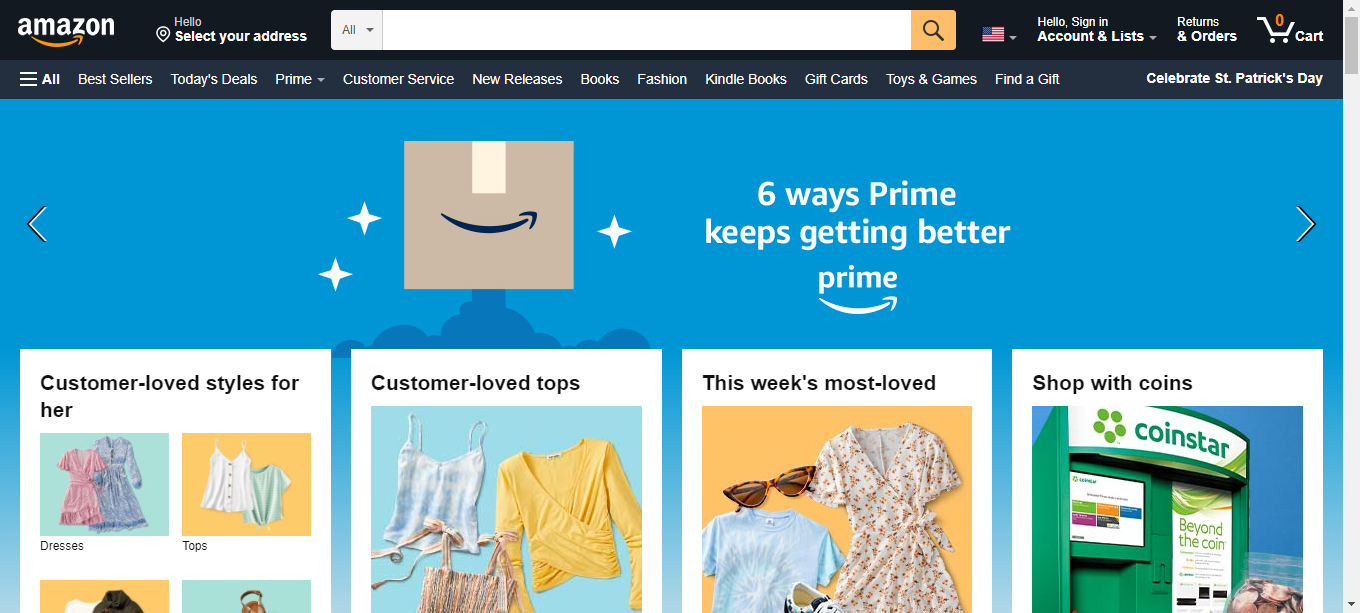 amazon
Hello
Select your address
All
Hello, Sign in
Account & Lists
Returns
& Orders
0
Cart
All
Best Sellers
Today's Deals
Prime
Customer Service
New Releases
Books
Fashion
Kindle Books
Gift Cards
Toys & Games
Find a Gift
Celebrate St. Patrick's Day
6 ways Prime
keeps getting better
prime
Customer-loved styles for
her
Dresses
Tops
Customer-loved tops
This week's most-loved
Shop with coins
coinstar
coinstar
Beyond
the coin